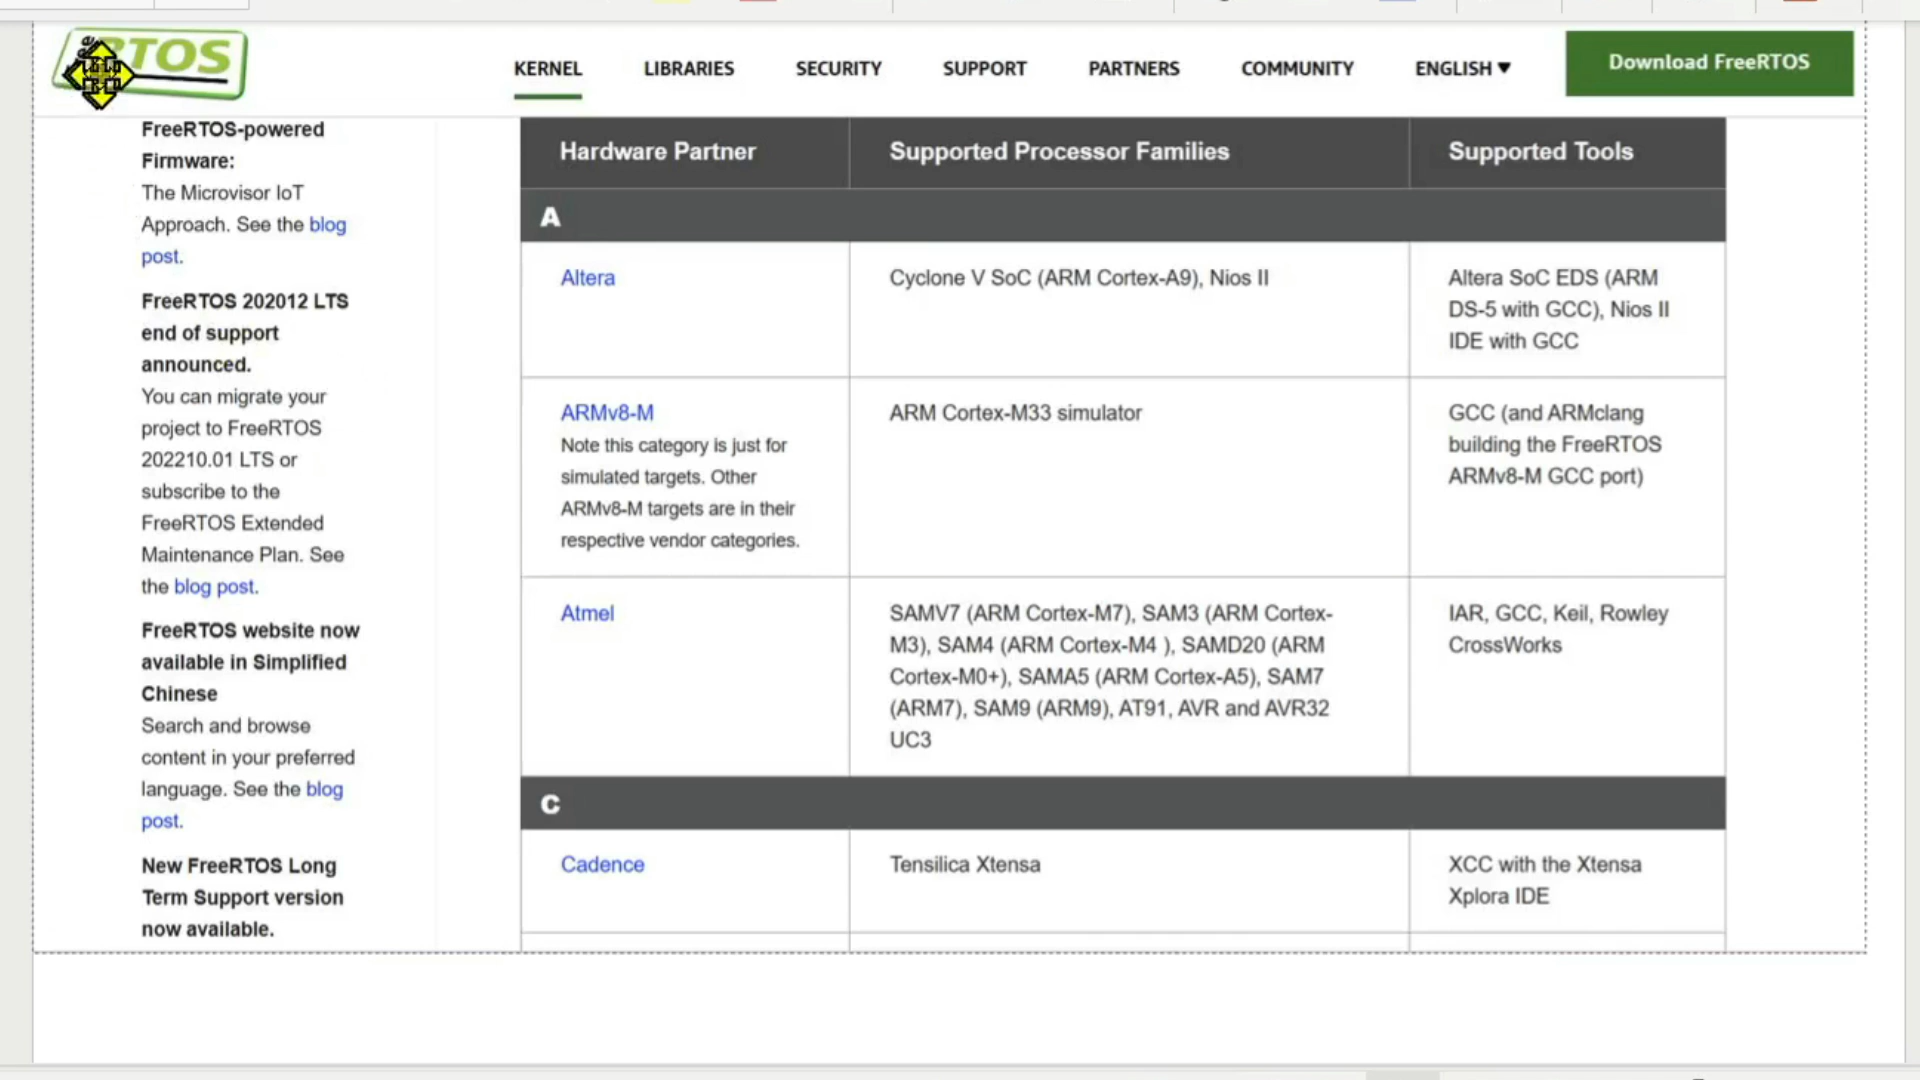 RTOS
KERNEL LIBRARIES SECURITY SUPPORT PARTNERS COMMUNITY ENGLISH ▼ Download FreeRTOS
FreeRTOS-powered
Firmware:
The Microvisor IoT
Approach. See the blog
post.
FreeRTOS 202012 LTS
end of support
announced.
You can migrate your
project to FreeRTOS
202210.01 LTS or
subscribe to the
FreeRTOS Extended
Maintenance Plan. See
the blog post.
FreeRTOS website now
available in Simplified
Chinese
Search and browse
content in your preferred
language. See the blog
post.
New FreeRTOS Long
Term Support version
now available.
Hardware Partner Supported Processor Families Supported Tools
A
Altera
Cyclone V SoC (ARM Cortex-A9), Nios II
Altera SoC EDS (ARM
DS-5 with GCC), Nios II
IDE with GCC
ARMv8-M
Note this category is just for
simulated targets. Other
ARMv8-M targets are in their
respective vendor categories.
ARM Cortex-M33 simulator
GCC (and ARMclang
building the FreeRTOS
ARMv8-M GCC port)
Atmel
SAMV7 (ARM Cortex-M7), SAM3 (ARM Cortex-
M3), SAM4 (ARM Cortex-M4 ), SAMD20 (ARM
Cortex-M0+), SAMA5 (ARM Cortex-A5), SAM7
(ARM7), SAM9 (ARM9), AT91, AVR and AVR32
UC3
IAR, GCC, Keil, Rowley
CrossWorks
C
Cadence
Tensilica Xtensa
XCC with the Xtensa
Xplora IDE